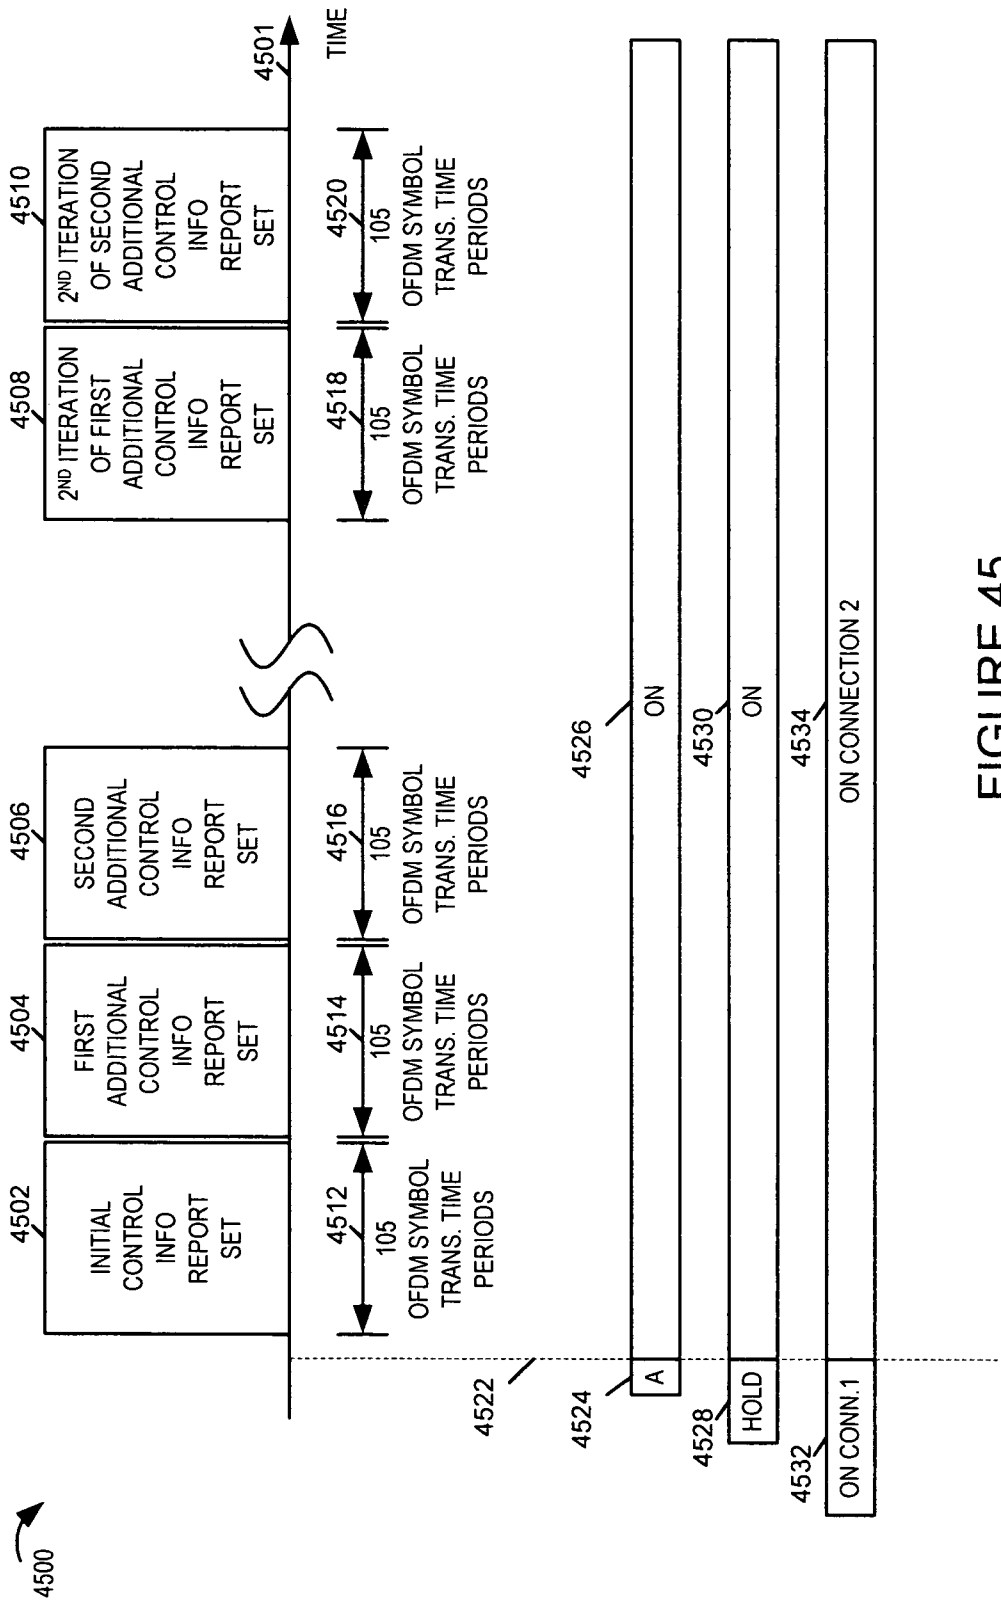 4500
4502
INITIAL
CONTROL
INFO
REPORT
SET
4504
FIRST
ADDITIONAL
CONTROL
INFO
REPORT
SET
4506
SECOND
ADDITIONAL
CONTROL
INFO
REPORT
SET
4508
2ND ITERATION
OF FIRST
ADDITIONAL
CONTROL
INFO
REPORT
SET
4510
2ND ITERATION
OF SECOND
ADDITIONAL
CONTROL
INFO
REPORT
SET
4501
TIME
4512
105
OFDM SYMBOL
TRANS. TIME
PERIODS
4514
105
OFDM SYMBOL
TRANS. TIME
PERIODS
4516
105
OFDM SYMBOL
TRANS. TIME
PERIODS
4518
105
OFDM SYMBOL
TRANS. TIME
PERIODS
4520
105
OFDM SYMBOL
TRANS. TIME
PERIODS
4522
4524
A
4526
ON
4528
HOLD
4530
ON
4532
ON CONN.1
4534
ON CONNECTION 2
FIGURE 45